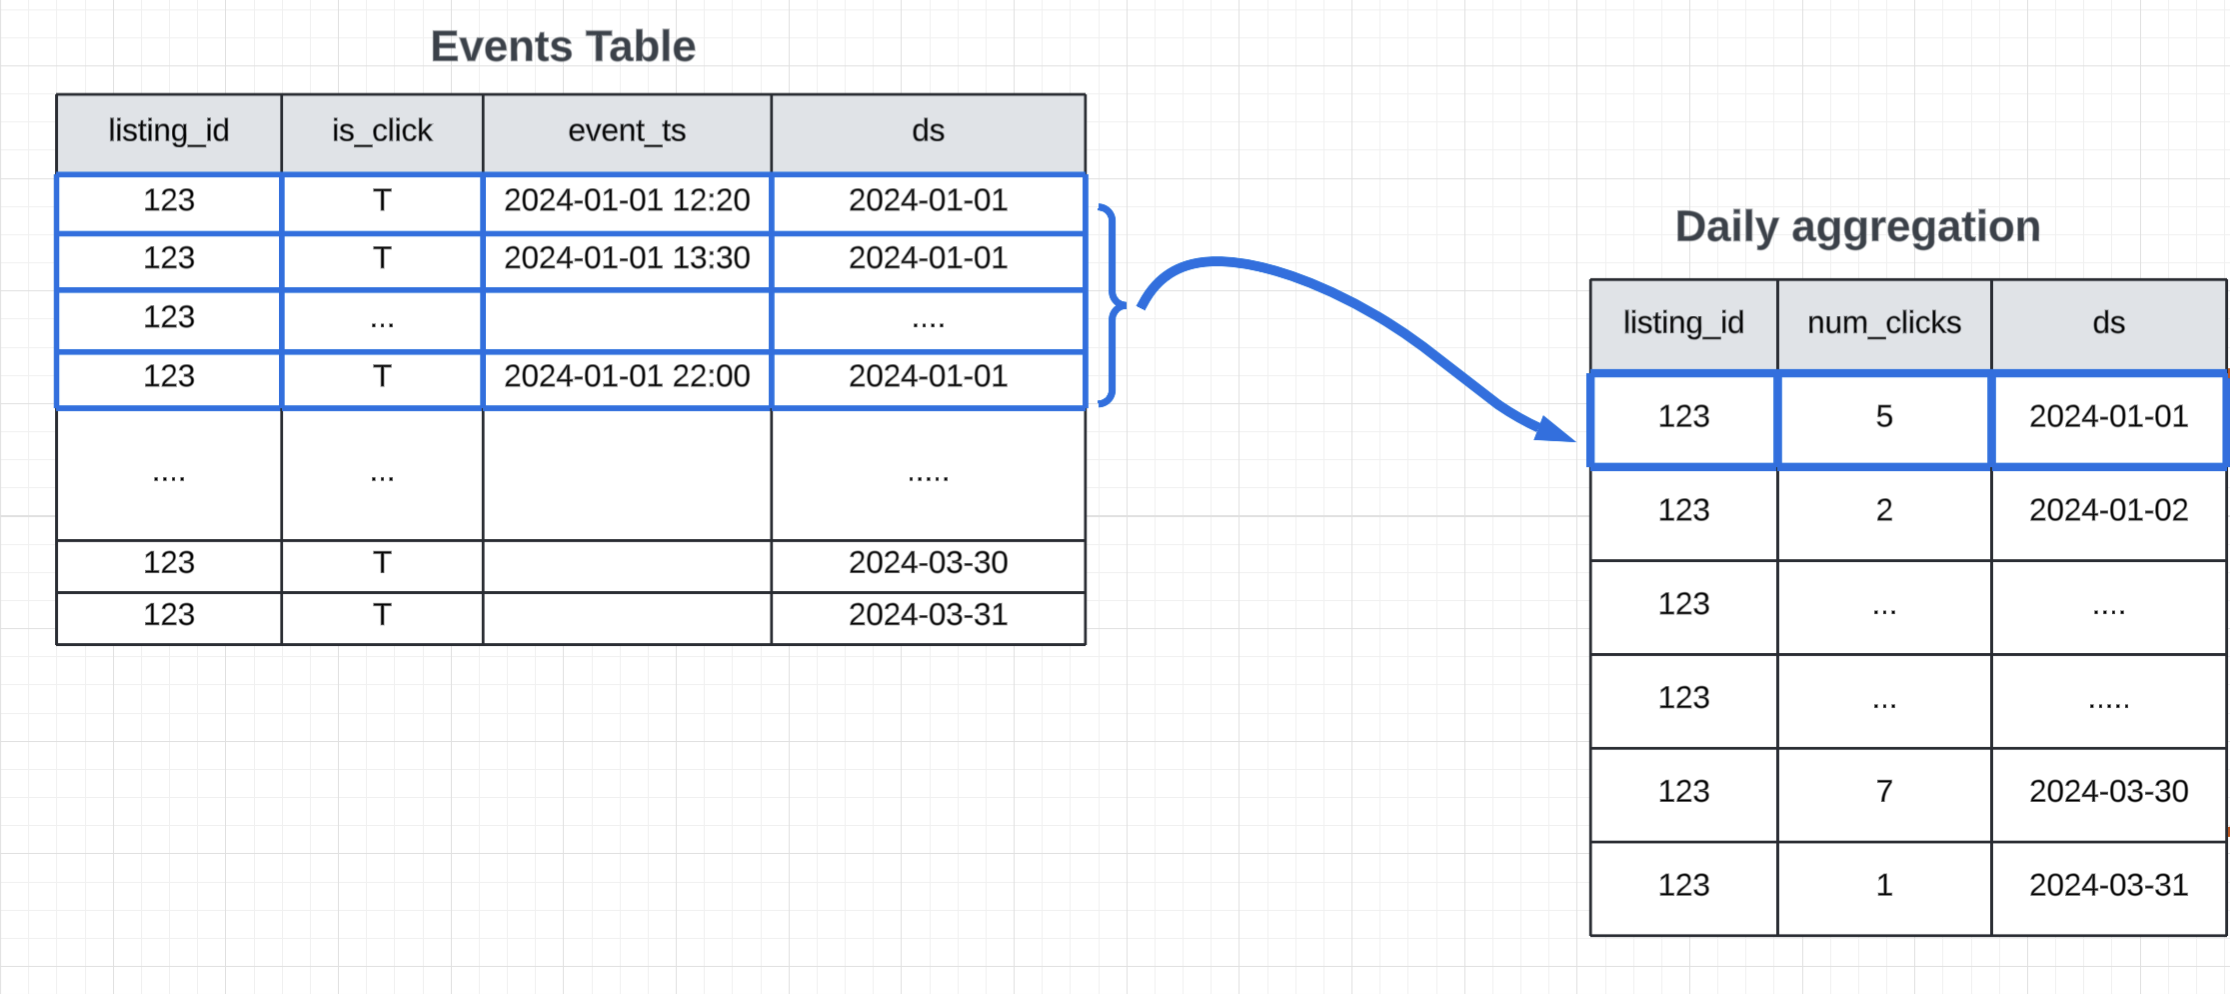 Events Table
listing_id is_click event_ts ds
123 T 2024-01-01 12:20 2024-01-01
123 T 2024-01-01 13:30 2024-01-01
123 ... ....
123 T 2024-01-01 22:00 2024-01-01
.... ... .....
123 T 2024-03-30
123 T 2024-03-31
Daily aggregation
listing_id num_clicks ds
123 5 2024-01-01
123 2 2024-01-02
123 ... ....
123 ... .....
123 7 2024-03-30
123 1 2024-03-31